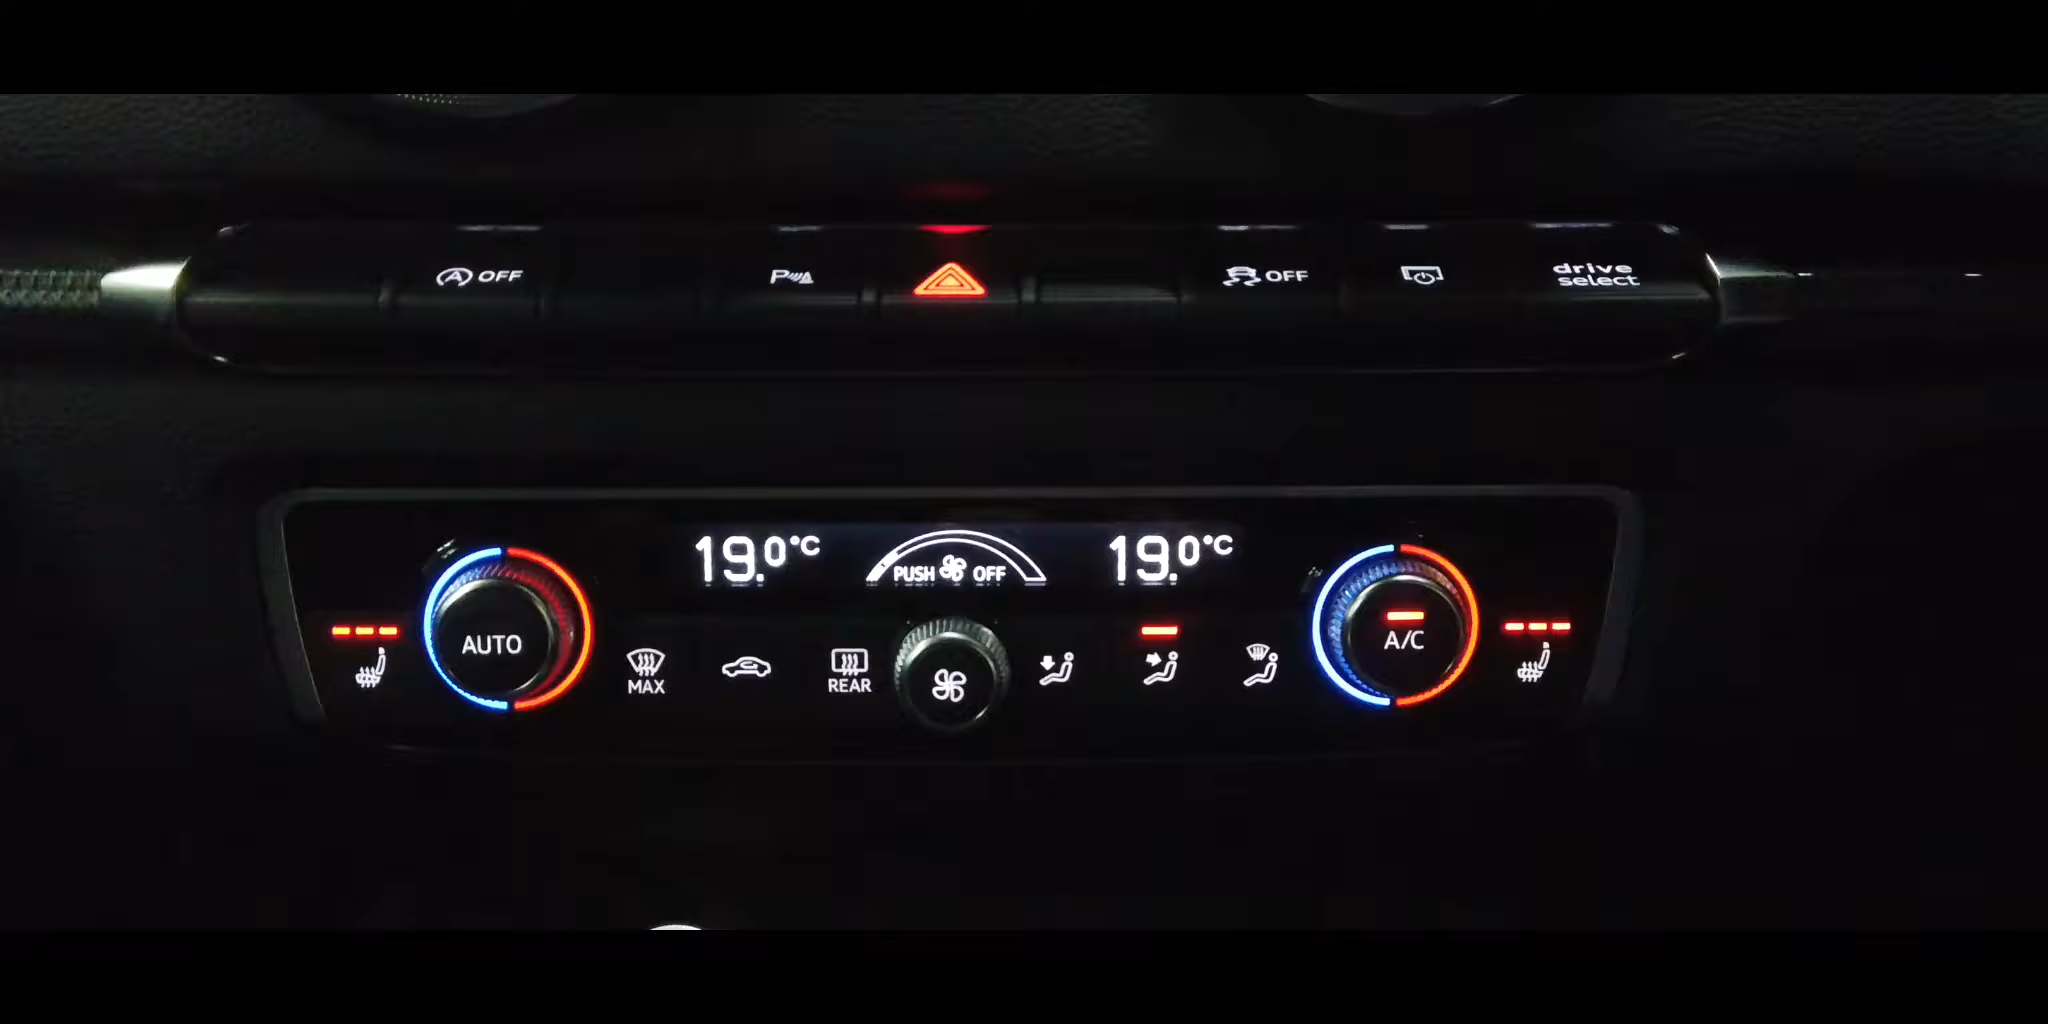 A OFF
P
OFF
drive
select
19.0°C
PUSH OFF
19.0°C
AUTO
MAX
REAR
A/C